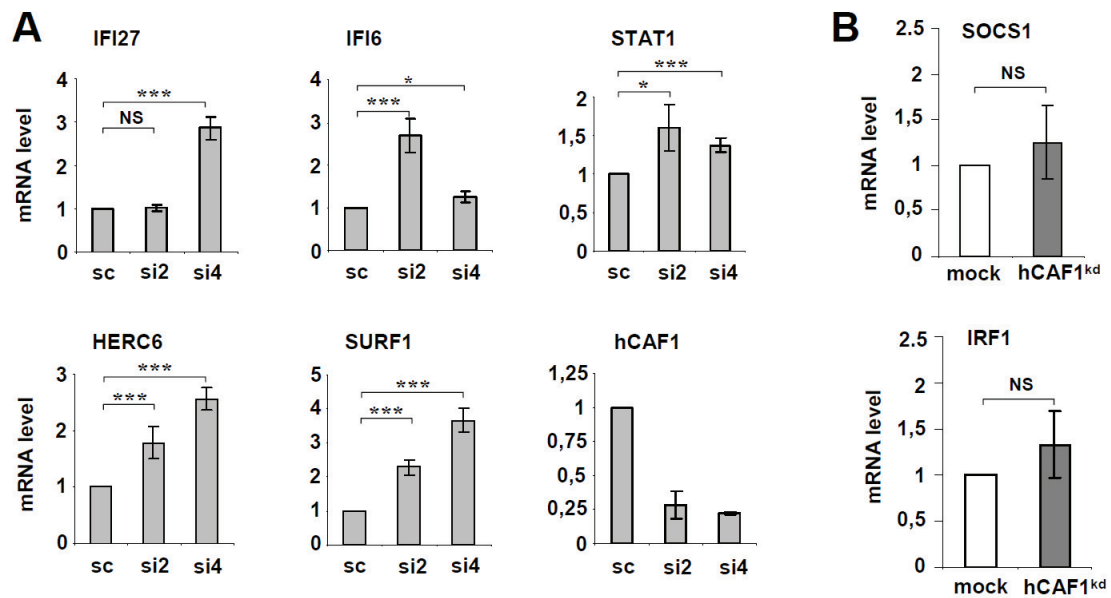 A
B
IFI27
mRNA level
4
3
2
1
0
***
NS
sc si2 si4
IFI6
4
3
2
1
0
*
***
sc si2 si4
STAT1
2
1,5
1
0,5
0
***
*
sc si2 si4
SOCS1
mRNA level
2.5
2
1,5
1
0,5
0
NS
mock hCAF1kd
HERC6
mRNA level
3
2
1
0
***
***
sc si2 si4
SURF1
5
4
3
2
1
0
***
***
sc si2 si4
hCAF1
1,25
1
0,75
0,5
0,25
0
sc si2 si4
IRF1
mRNA level
2.5
2
1,5
1
0,5
0
NS
mock hCAF1kd